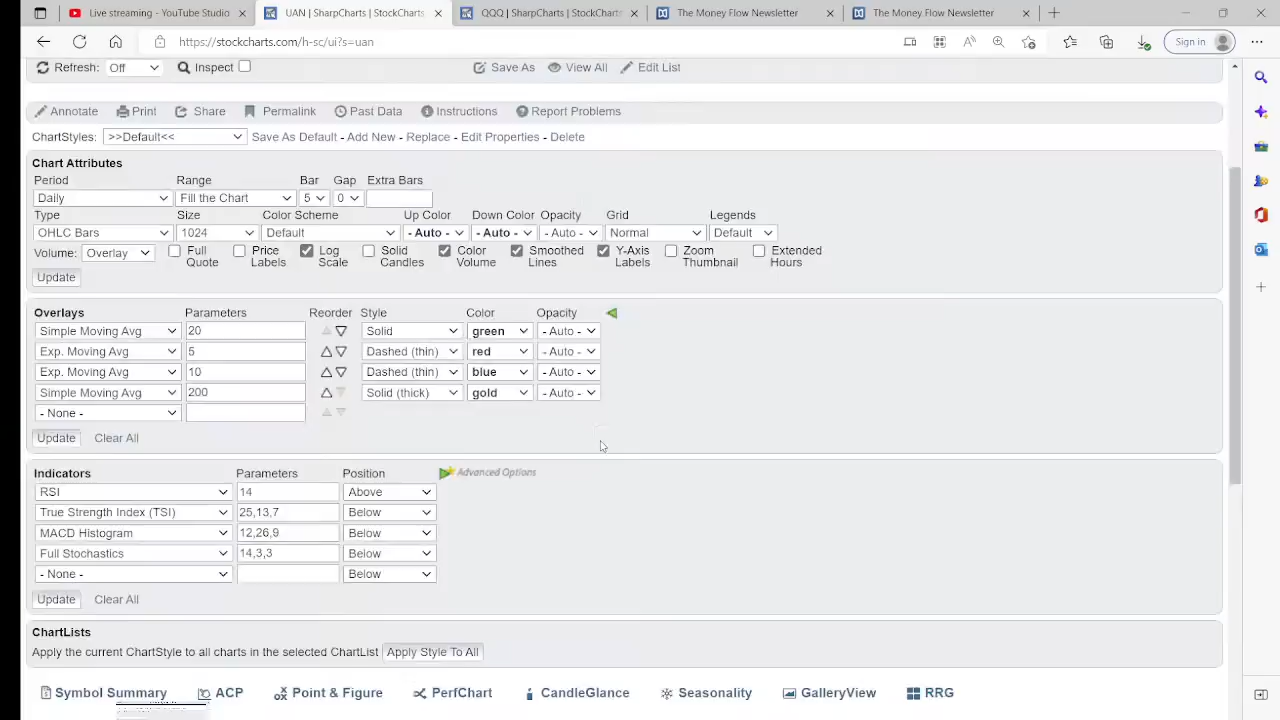 Live streaming - YouTube Studio
UAN | SharpCharts | StockCharts
QQQ | SharpCharts | StockCharts
The Money Flow Newsletter
The Money Flow Newsletter
https://stockcharts.com/h-sc/ui?s=uan
Sign in
Refresh: Off Inspect Save As View All Edit List
Annotate Print Share Permalink Past Data Instructions Report Problems
ChartStyles: >>Default<< Save As Default - Add New - Replace - Edit Properties - Delete
Chart Attributes
Period Range Bar Gap Extra Bars
Daily Fill the Chart 5 0
Type Size Color Scheme Up Color Down Color Opacity Grid Legends
OHLC Bars 1024 Default - Auto - - Auto - - Auto - Normal Default
Volume: Overlay Full Quote Price Labels Log Scale Solid Candles Color Volume Smoothed Lines Y-Axis Labels Zoom Thumbnail Extended Hours
Update
Overlays Parameters Reorder Style Color Opacity
Simple Moving Avg 20 Solid green - Auto -
Exp. Moving Avg 5 Dashed (thin) red - Auto -
Exp. Moving Avg 10 Dashed (thin) blue - Auto -
Simple Moving Avg 200 Solid (thick) gold - Auto -
- None -
Update Clear All
Indicators Parameters Position Advanced Options
RSI 14 Above
True Strength Index (TSI) 25,13,7 Below
MACD Histogram 12,26,9 Below
Full Stochastics 14,3,3 Below
- None - Below
Update Clear All
ChartLists
Apply the current ChartStyle to all charts in the selected ChartList Apply Style To All
Symbol Summary ACP Point & Figure PerfChart CandleGlance Seasonality GalleryView RRG